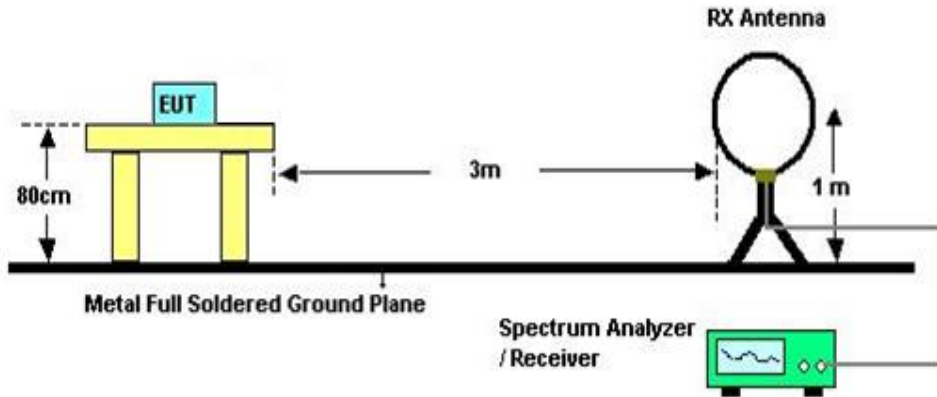 RX Antenna
EUT
3m
80cm
1 m
Metal Full Soldered Ground Plane
Spectrum Analyzer
/ Receiver